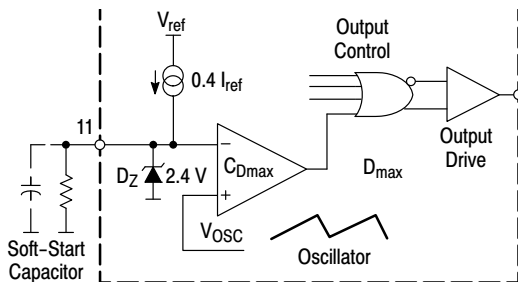 V_ref
Output
Control
0.4 I_ref
11
D_Z
2.4 V
−
+
C_Dmax
D_max
Output
Drive
V_OSC
Oscillator
Soft−Start
Capacitor